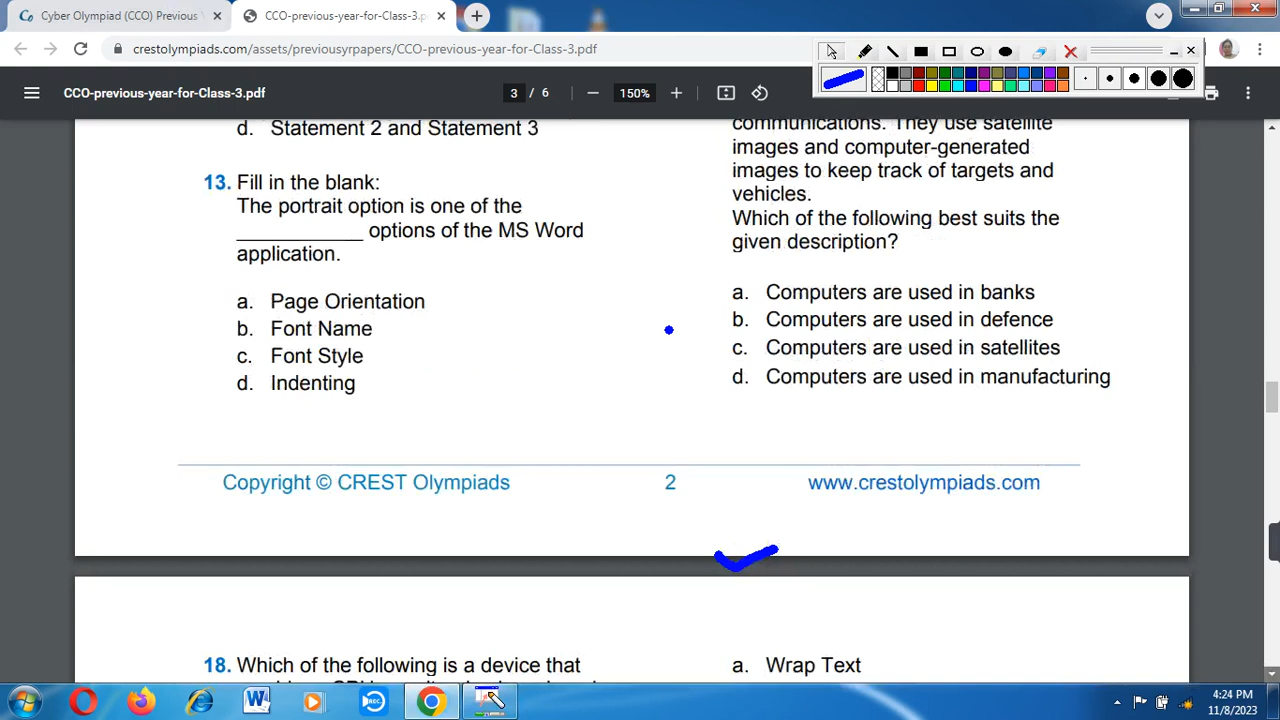 Cyber Olympiad (CCO) Previous
CCO-previous-year-for-Class-3.p
crestolympiads.com/assets/previousyrpapers/CCO-previous-year-for-Class-3.pdf
CCO-previous-year-for-Class-3.pdf
3 / 6
150%
d. Statement 2 and Statement 3
13. Fill in the blank:
The portrait option is one of the
____________ options of the MS Word
application.
a. Page Orientation
b. Font Name
c. Font Style
d. Indenting
communications. They use satellite
images and computer-generated
images to keep track of targets and
vehicles.
Which of the following best suits the
given description?
a. Computers are used in banks
b. Computers are used in defence
c. Computers are used in satellites
d. Computers are used in manufacturing
Copyright © CREST Olympiads
2
www.crestolympiads.com
18. Which of the following is a device that
a. Wrap Text
REC
4:24 PM
11/8/2023